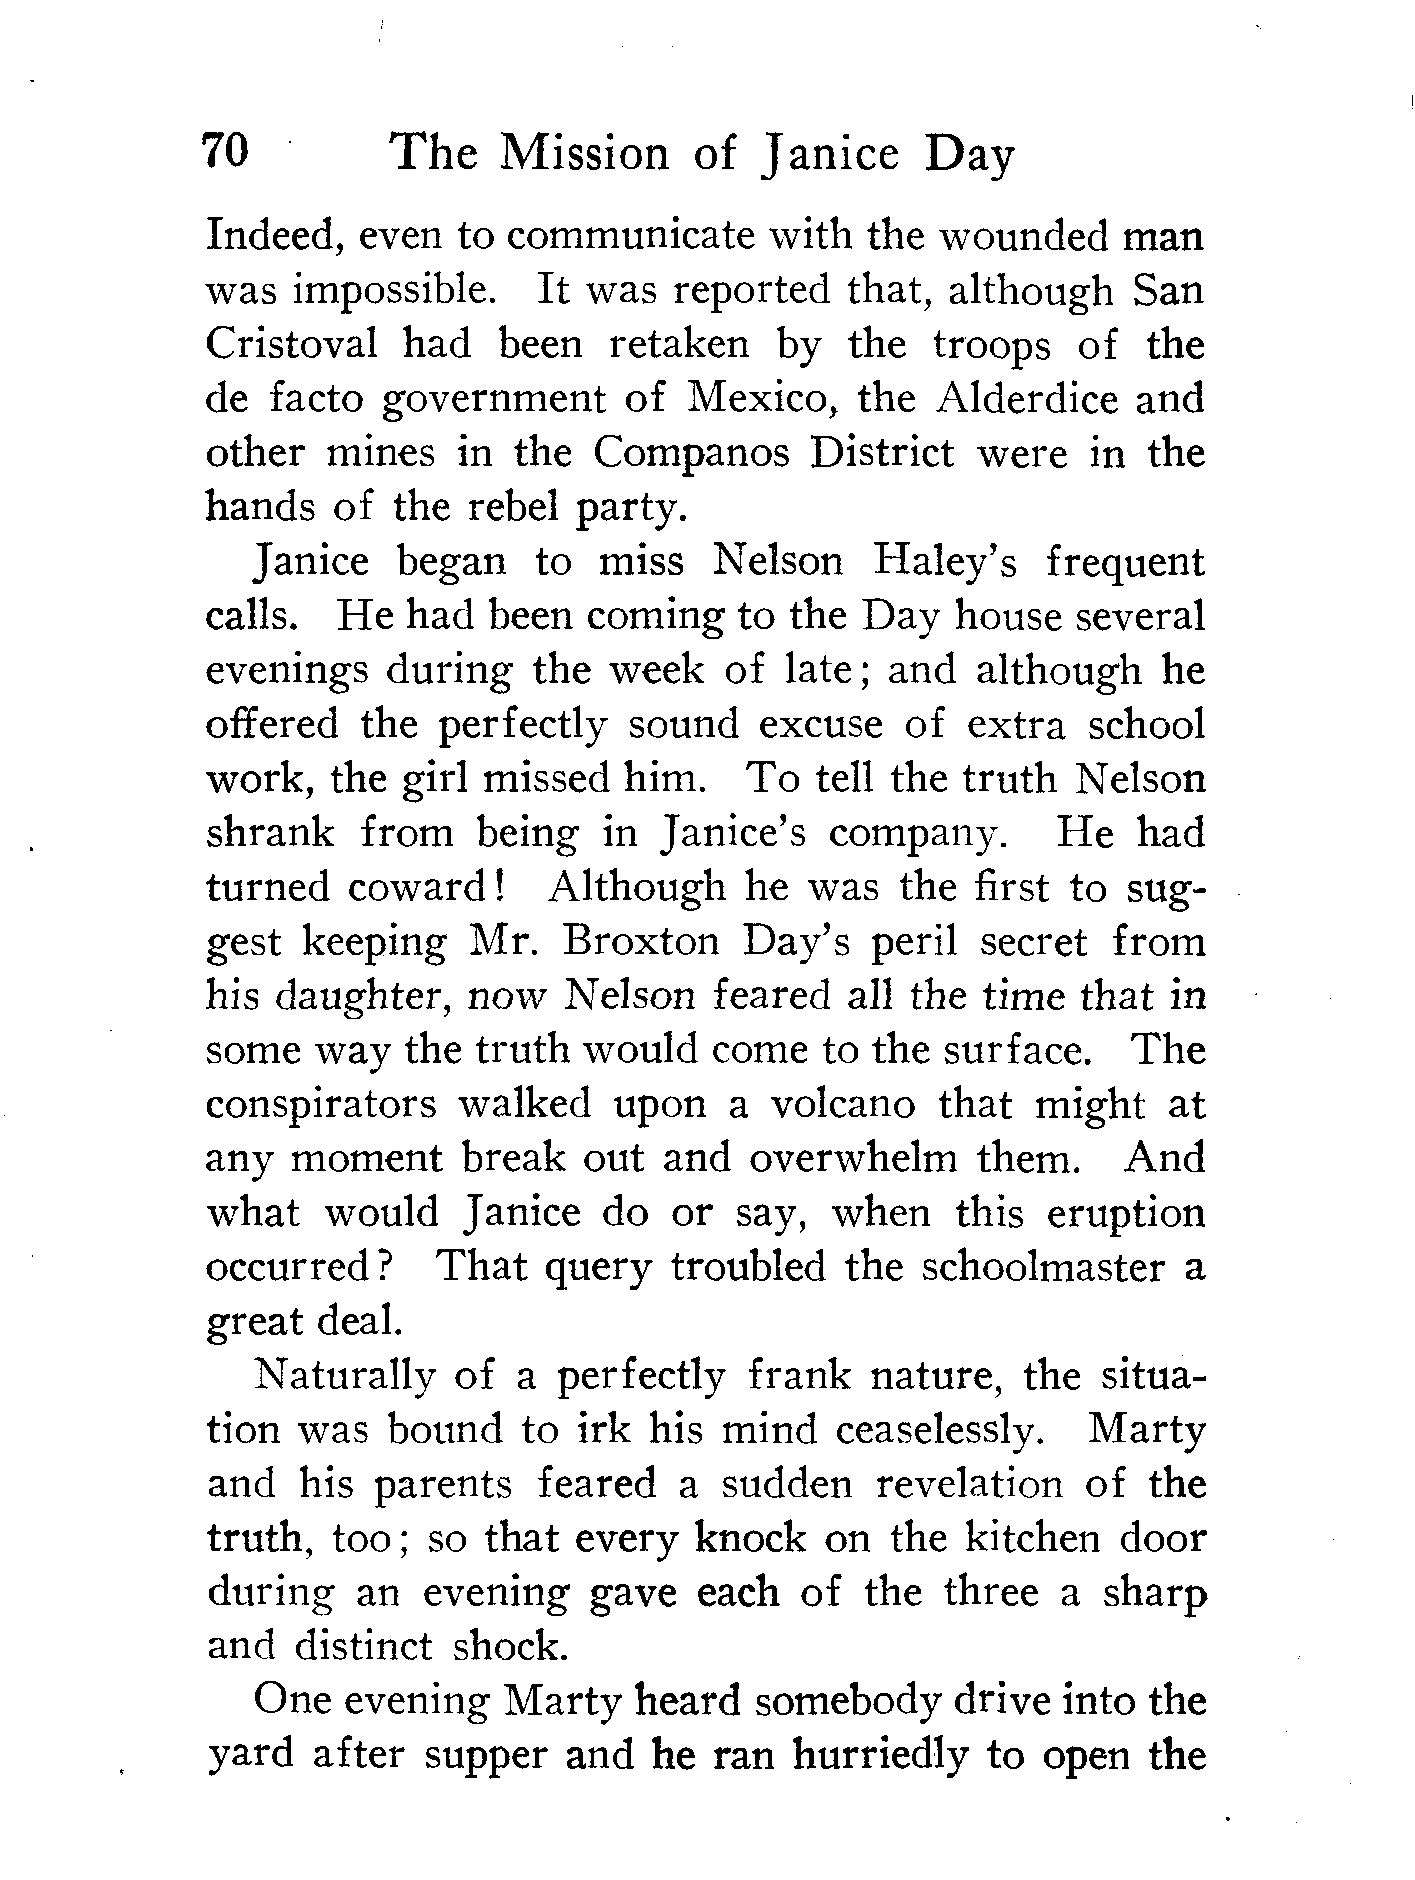 70 The Mission of Janice Day
Indeed, even to communicate with the wounded man
was impossible. It was reported that, although San
Cristoval had been retaken by the troops of the
de facto government of Mexico, the Alderdice and
other mines in the Companos District were in the
hands of the rebel party.
Janice began to miss Nelson Haley's frequent
calls. He had been coming to the Day house several
evenings during the week of late; and although he
offered the perfectly sound excuse of extra school
work, the girl missed him. To tell the truth Nelson
shrank from being in Janice's company. He had
turned coward! Although he was the first to sug-
gest keeping Mr. Broxton Day's peril secret from
his daughter, now Nelson feared all the time that in
some way the truth would come to the surface. The
conspirators walked upon a volcano that might at
any moment break out and overwhelm them. And
what would Janice do or say, when this eruption
occurred? That query troubled the schoolmaster a
great deal.
Naturally of a perfectly frank nature, the situa-
tion was bound to irk his mind ceaselessly. Marty
and his parents feared a sudden revelation of the
truth, too; so that every knock on the kitchen door
during an evening gave each of the three a sharp
and distinct shock.
One evening Marty heard somebody drive into the
yard after supper and he ran hurriedly to open the